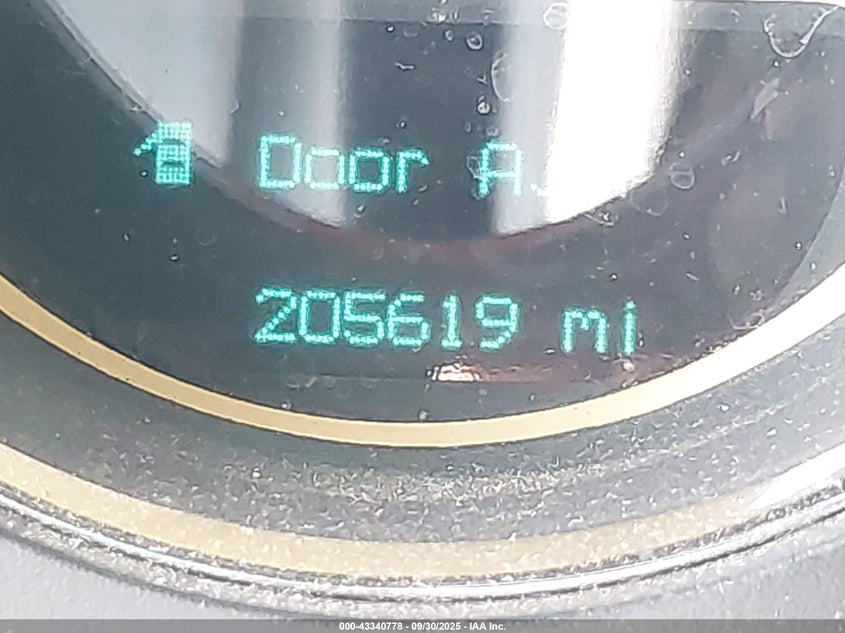 Door A
205619 mi
000-43340778 - 09/30/2025 - IAA Inc.